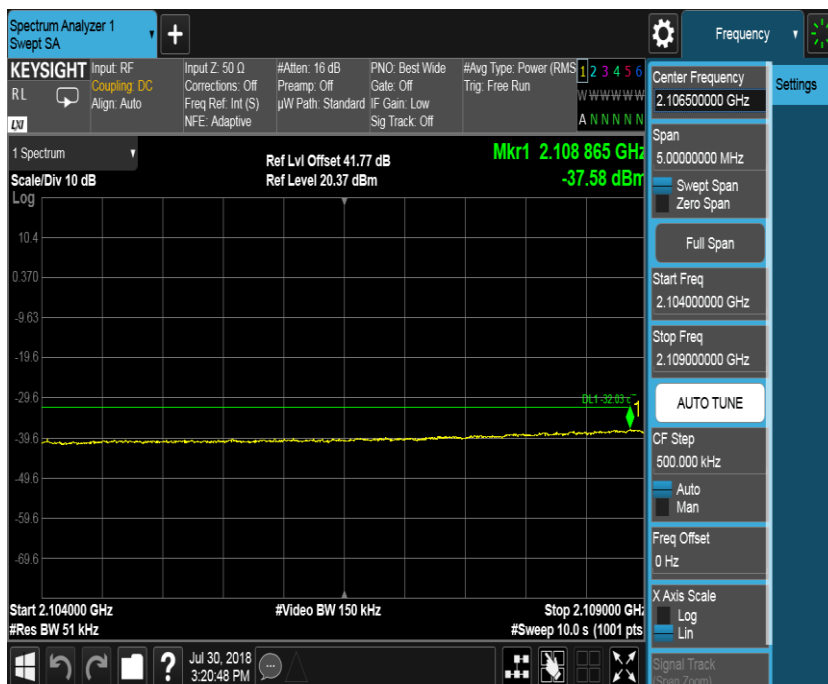 Spectrum Analyzer 1
Swept SA
+
Frequency
KEYSIGHT
RL
LXI
Input: RF
Coupling: DC
Align: Auto
Input Z: 50 Ω
Corrections: Off
Freq Ref: Int (S)
NFE: Adaptive
#Atten: 16 dB
Preamp: Off
µW Path: Standard
PNO: Best Wide
Gate: Off
IF Gain: Low
Sig Track: Off
#Avg Type: Power (RMS
Trig: Free Run
1 2 3 4 5 6
W W W W W W
A N N N N N
1 Spectrum
Scale/Div 10 dB
Log
Ref Lvl Offset 41.77 dB
Ref Level 20.37 dBm
Mkr1 2.108 865 GHz
-37.58 dBm
10.4
0.370
-9.63
-19.6
-29.6
-39.6
-49.6
-59.6
-69.6
DL1 -32.03
1
Start 2.104000 GHz
#Res BW 51 kHz
#Video BW 150 kHz
Stop 2.109000 GHz
#Sweep 10.0 s (1001 pts
?
Jul 30, 2018
3:20:48 PM
Center Frequency
2.106500000 GHz
Span
5.00000000 MHz
Swept Span
Zero Span
Full Span
Start Freq
2.104000000 GHz
Stop Freq
2.109000000 GHz
AUTO TUNE
CF Step
500.000 kHz
Auto
Man
Freq Offset
0 Hz
X Axis Scale
Log
Lin
Signal Track
(Span Zoom)
Settings